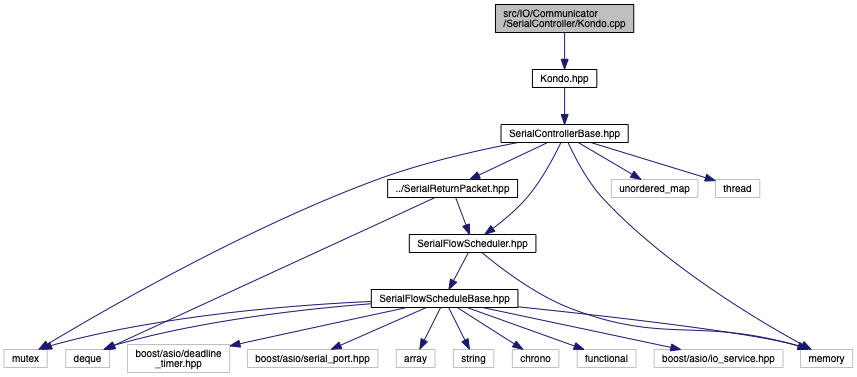 src/IO/Communicator
/SerialController/Kondo.cpp
Kondo.hpp
SerialControllerBase.hpp
../SerialReturnPacket.hpp
unordered_map
thread
SerialFlowScheduler.hpp
SerialFlowScheduleBase.hpp
mutex
deque
boost/asio/deadline
_timer.hpp
boost/asio/serial_port.hpp
array
string
chrono
functional
boost/asio/io_service.hpp
memory